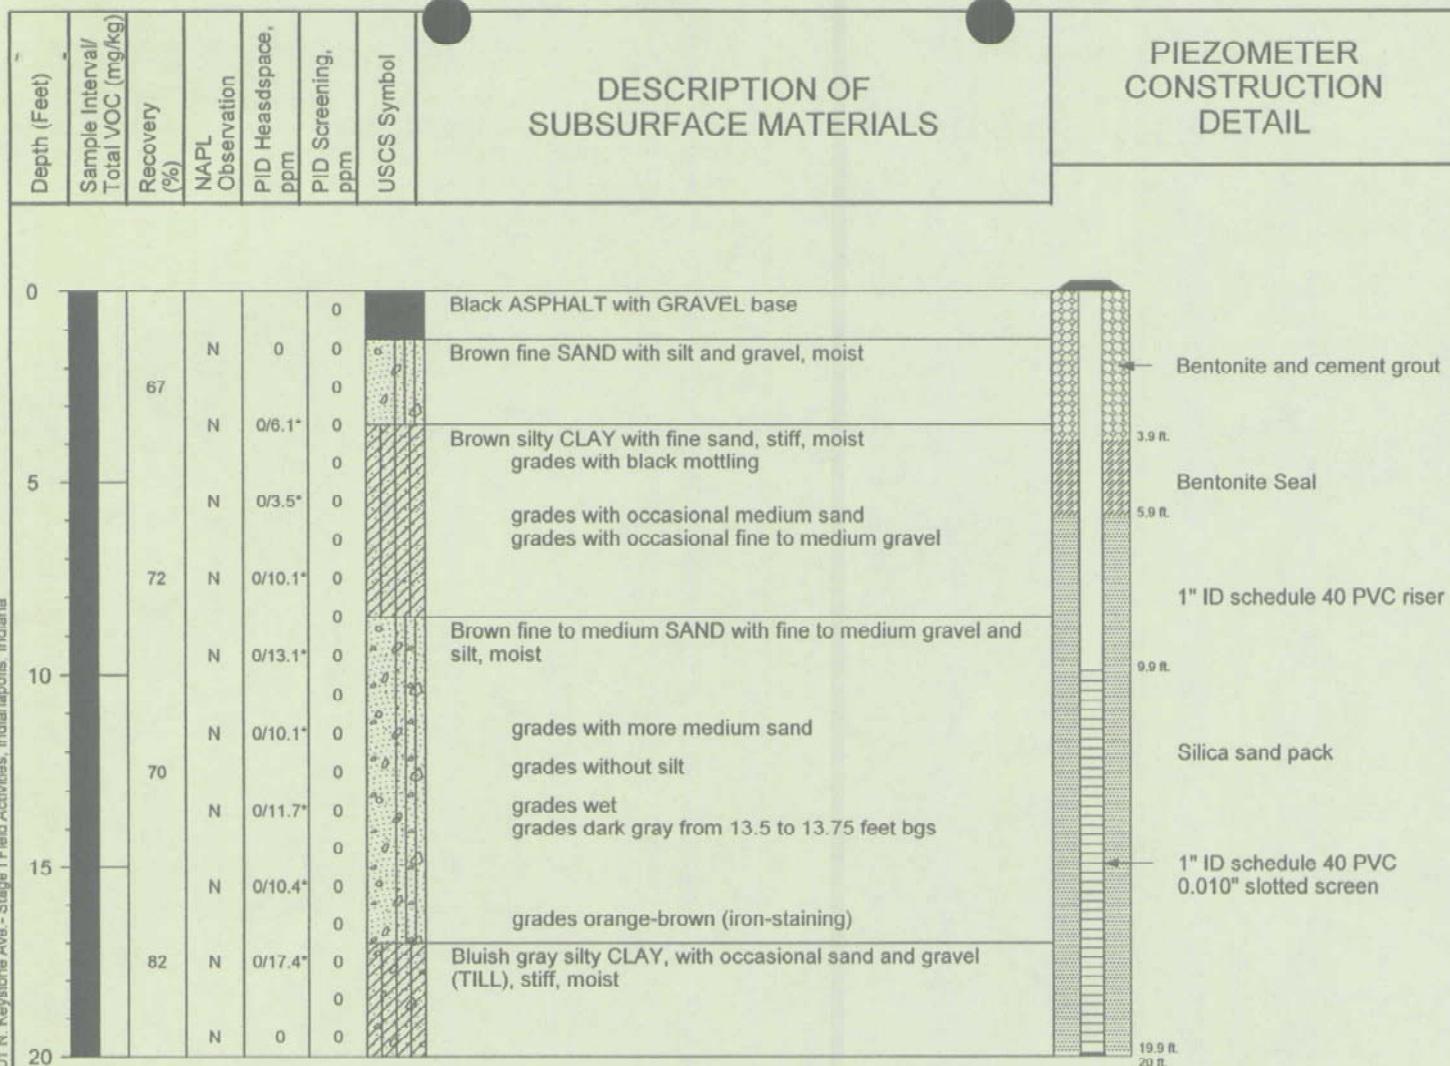 Depth (Feet)
Sample Interval/
Total VOC (mg/kg)
Recovery
(%)
NAPL
Observation
PID Heasdspace,
ppm
PID Screening,
ppm
USCS Symbol
DESCRIPTION OF
SUBSURFACE MATERIALS
PIEZOMETER
CONSTRUCTION
DETAIL
0
0
Black ASPHALT with GRAVEL base
N 0 0
Brown fine SAND with silt and gravel, moist
Bentonite and cement grout
67 0
N 0/6.1* 0
Brown silty CLAY with fine sand, stiff, moist
3.9 ft.
0
grades with black mottling
5
Bentonite Seal
N 0/3.5* 0
grades with occasional medium sand
5.9 ft.
0
grades with occasional fine to medium gravel
72 N 0/10.1* 0
1" ID schedule 40 PVC riser
0
Brown fine to medium SAND with fine to medium gravel and
silt, moist
N 0/13.1* 0
9.9 ft.
10
0
N 0/10.1* 0
grades with more medium sand
70 0
grades without silt
Silica sand pack
N 0/11.7* 0
grades wet
grades dark gray from 13.5 to 13.75 feet bgs
0
15
1" ID schedule 40 PVC
0.010" slotted screen
N 0/10.4* 0
0
grades orange-brown (iron-staining)
82 N 0/17.4* 0
Bluish gray silty CLAY, with occasional sand and gravel
(TILL), stiff, moist
0
N 0 0
20
19.9 ft.
20 ft.
01 N. Keystone Ave.- Stage 1 Field Activities, Indianapolis, Indiana